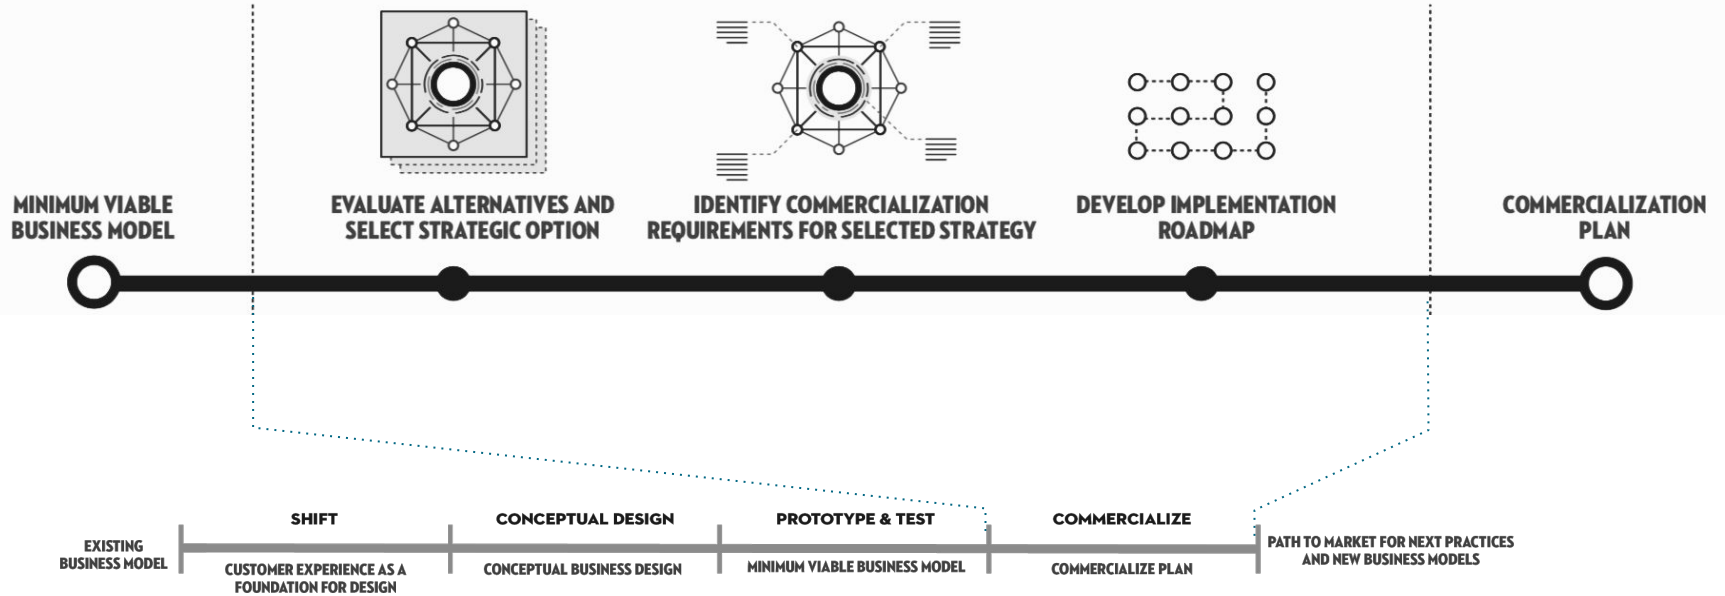 MINIMUM VIABLE
BUSINESS MODEL
EVALUATE ALTERNATIVES AND
SELECT STRATEGIC OPTION
IDENTIFY COMMERCIALIZATION
REQUIREMENTS FOR SELECTED STRATEGY
DEVELOP IMPLEMENTATION
ROADMAP
COMMERCIALIZATION
PLAN
EXISTING
BUSINESS MODEL
SHIFT
CUSTOMER EXPERIENCE AS A
FOUNDATION FOR DESIGN
CONCEPTUAL DESIGN
CONCEPTUAL BUSINESS DESIGN
PROTOTYPE & TEST
MINIMUM VIABLE BUSINESS MODEL
COMMERCIALIZE
COMMERCIALIZE PLAN
PATH TO MARKET FOR NEXT PRACTICES
AND NEW BUSINESS MODELS